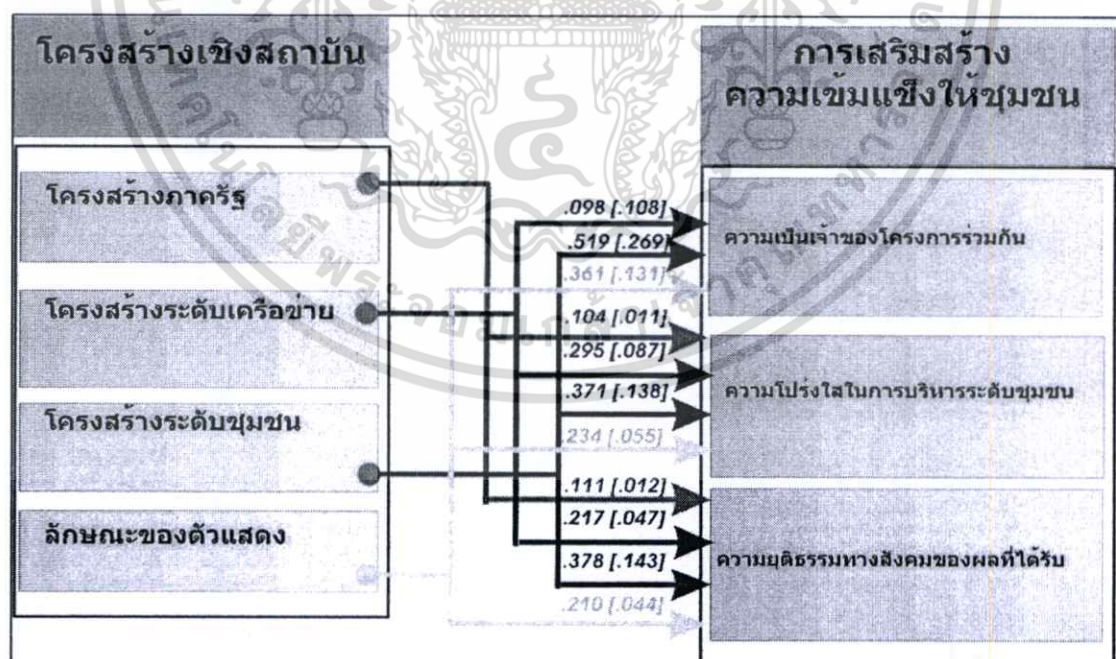 โครงสร้างเชิงสถาบัน
การเสริมสร้าง
ความเข้มแข็งให้ชุมชน
โครงสร้างภาครัฐ
โครงสร้างระดับเครือข่าย
โครงสร้างระดับชุมชน
ลักษณะของตัวแสดง
.098 [.108]
.519 [.269]
.361 [.131]
.104 [.011]
.295 [.087]
.371 [.138]
.234 [.055]
.111 [.012]
.217 [.047]
.378 [.143]
.210 [.044]
ความเป็นเจ้าของโครงการร่วมกัน
ความโปร่งใสในการบริหารระดับชุมชน
ความยุติธรรมทางสังคมของผลที่ได้รับ